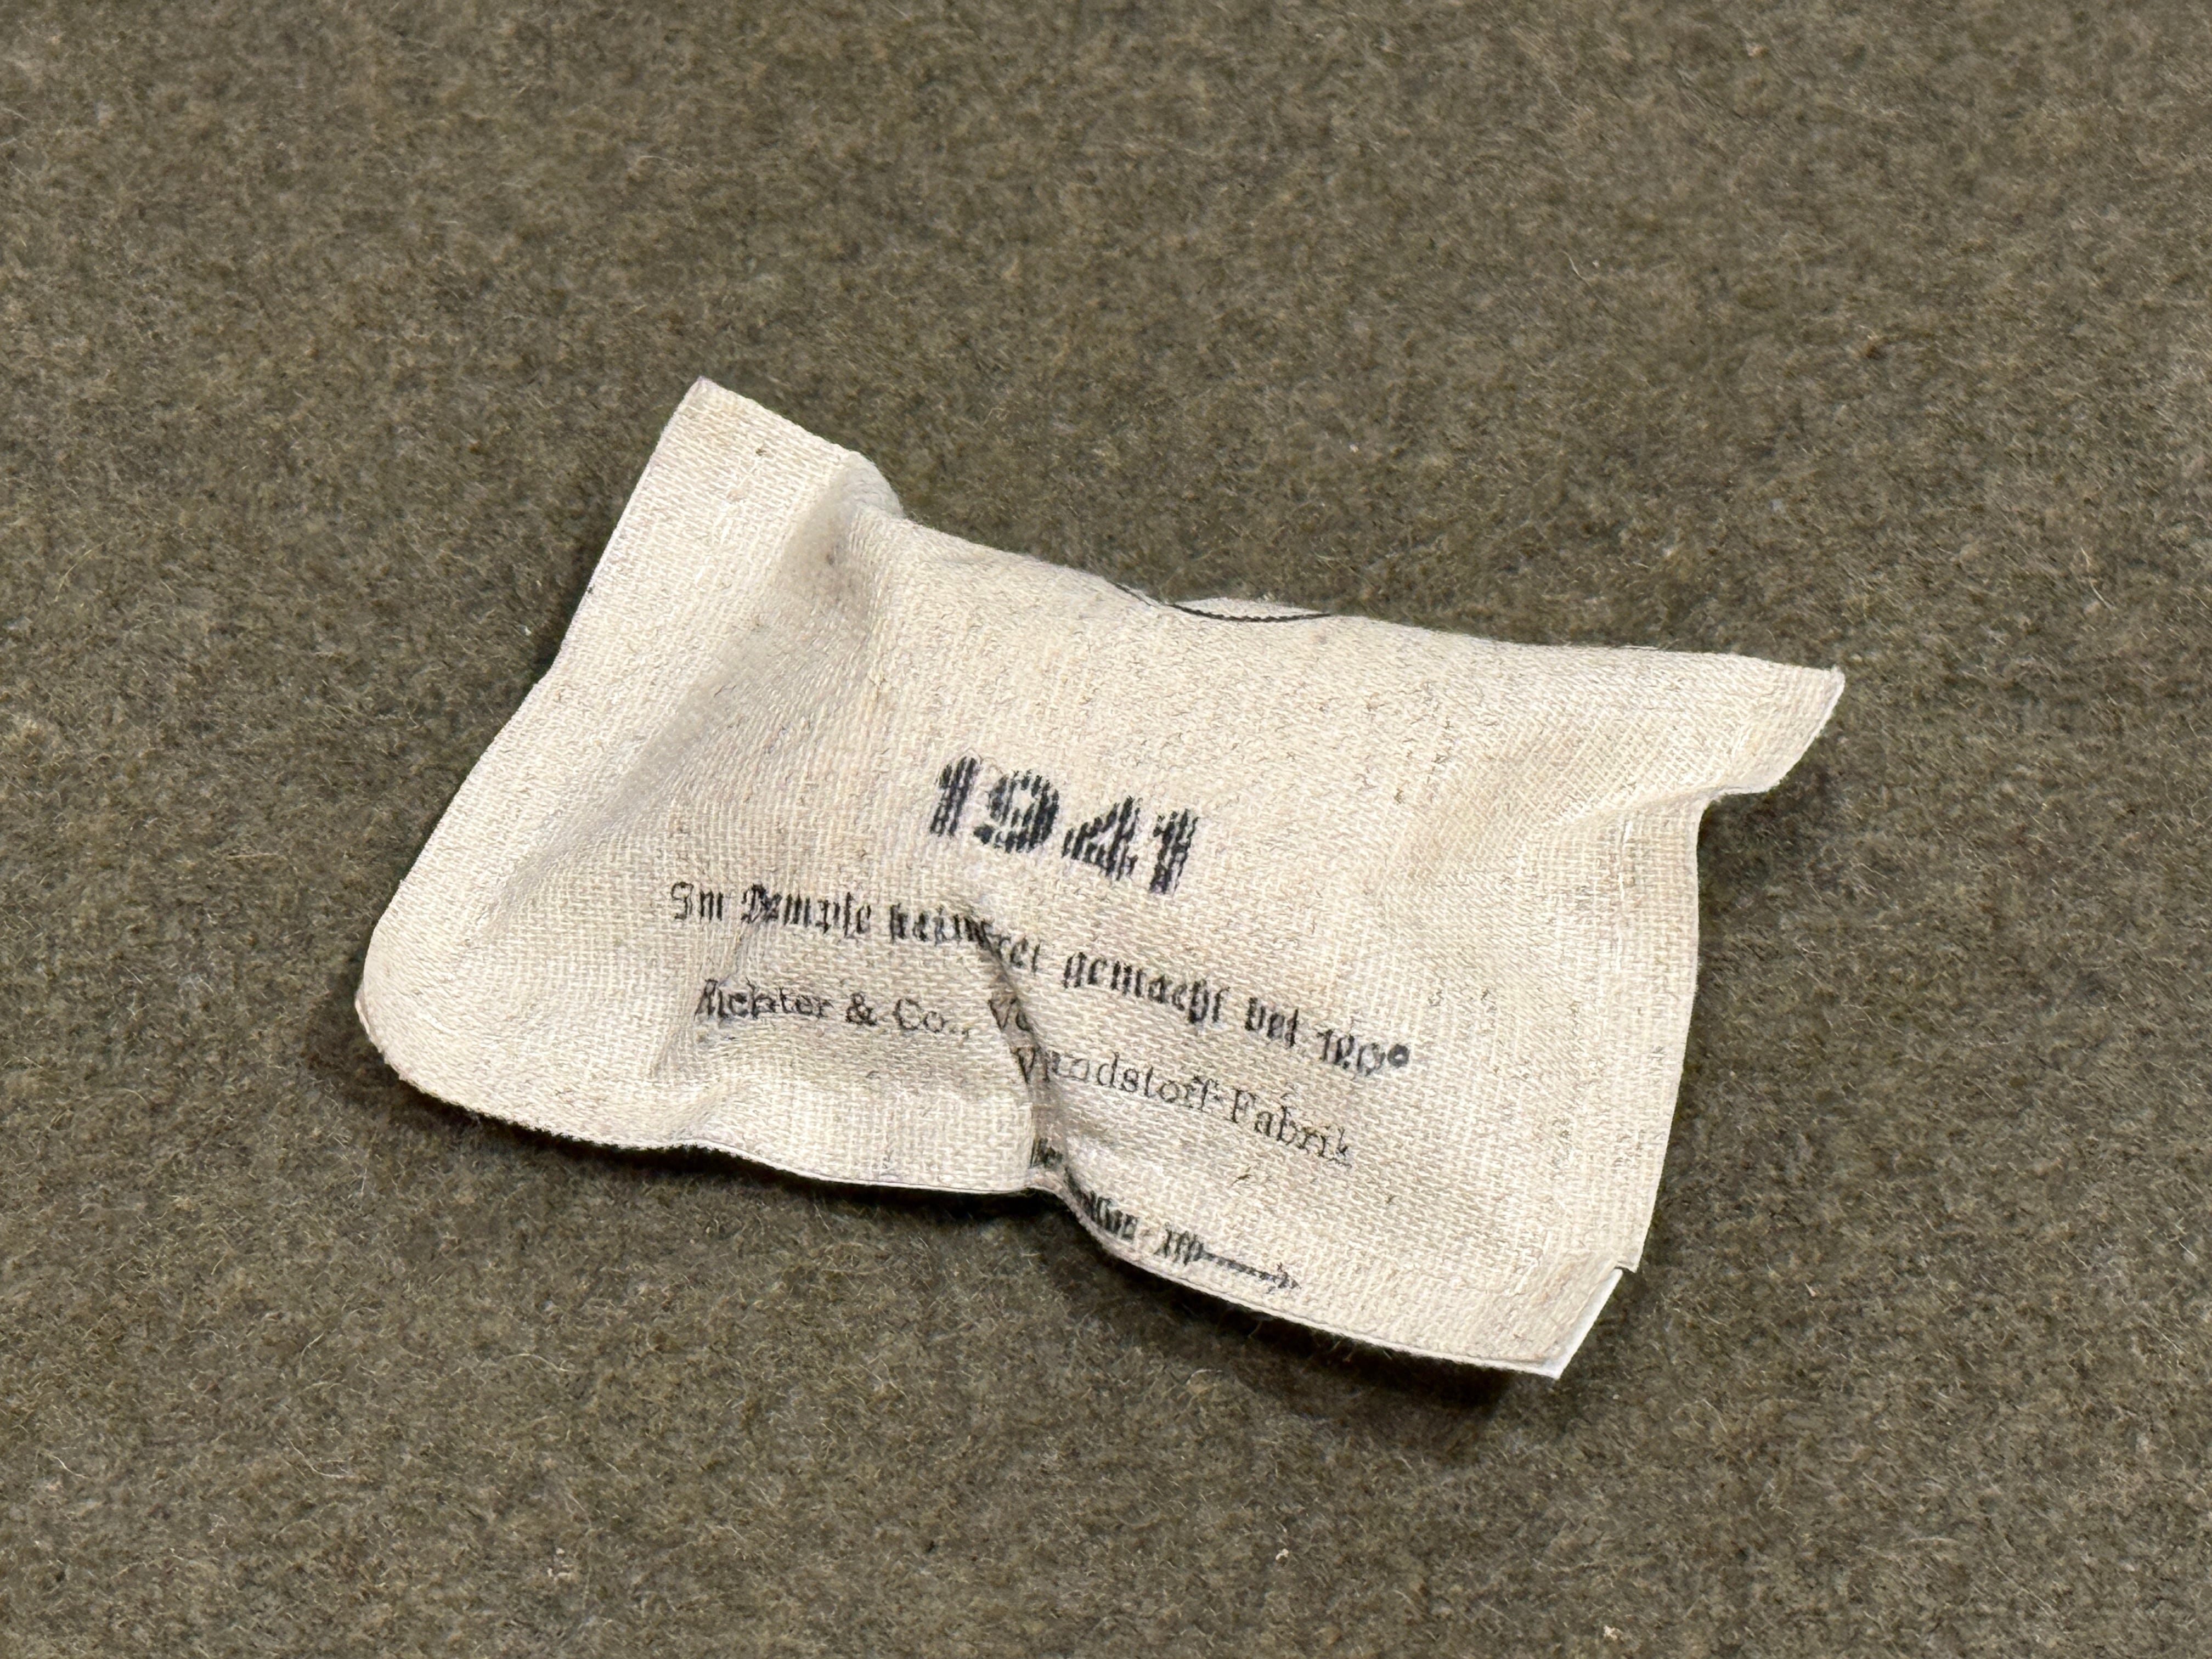 1941
Im Dampfe keimfrei gemacht bei 120°
Richter & Co., Verbandstoff-Fabrik